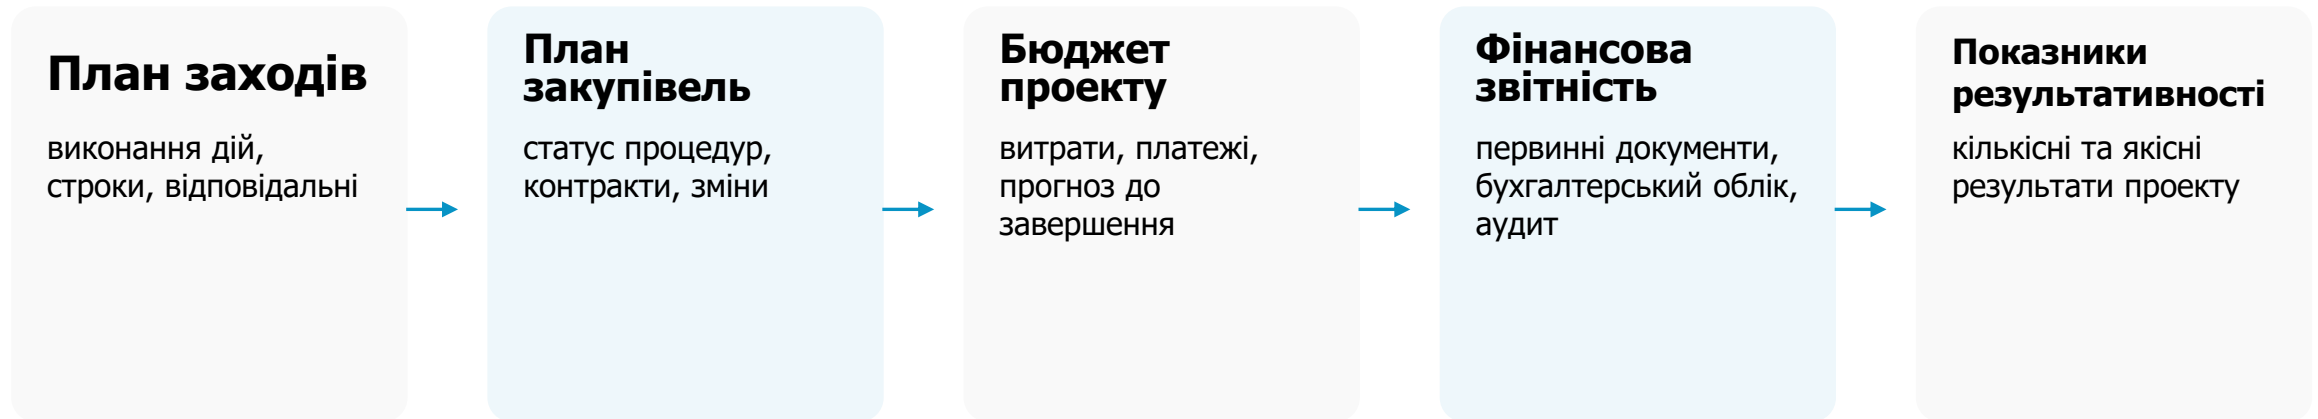 План заходів
виконання дій,
строки, відповідальні
План
закупівель
статус процедур,
контракти, зміни
Бюджет
проекту
витрати, платежі,
прогноз до
завершення
Фінансова
звітність
первинні документи,
бухгалтерський облік,
аудит
Показники
результативності
кількісні та якісні
результати проекту